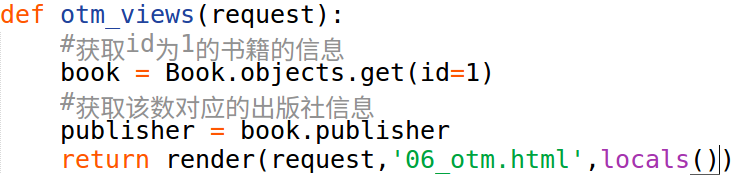 def otm_views(request):
    #获取id为1的书籍的信息
    book = Book.objects.get(id=1)
    #获取该数对应的出版社信息
    publisher = book.publisher
    return render(request,'06_otm.html',locals())